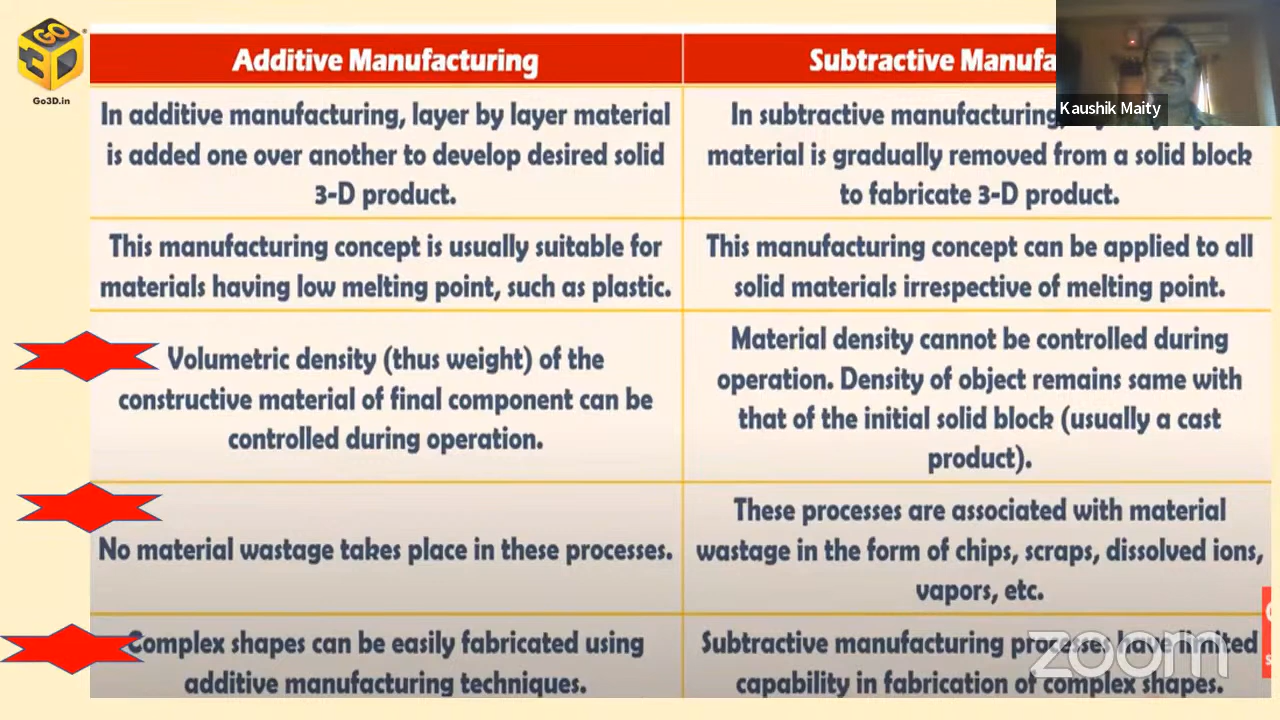 GO
3D
Go3D.in
Additive Manufacturing
Subtractive Manufa
Kaushik Maity
In additive manufacturing, layer by layer material
is added one over another to develop desired solid
3-D product.
In subtractive manufacturing,
material is gradually removed from a solid block
to fabricate 3-D product.
This manufacturing concept is usually suitable for
materials having low melting point, such as plastic.
This manufacturing concept can be applied to all
solid materials irrespective of melting point.
Volumetric density (thus weight) of the
constructive material of final component can be
controlled during operation.
Material density cannot be controlled during
operation. Density of object remains same with
that of the initial solid block (usually a cast
product).
No material wastage takes place in these processes.
These processes are associated with material
wastage in the form of chips, scraps, dissolved ions,
vapors, etc.
Complex shapes can be easily fabricated using
additive manufacturing techniques.
Subtractive manufacturing processes have limited
capability in fabrication of complex shapes.
zoom